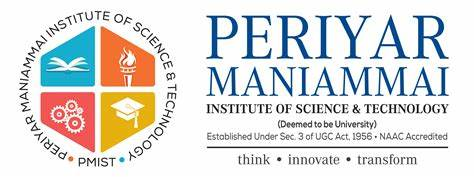 PERIYAR MANIAMMAI INSTITUTE OF SCIENCE & TECHNOLOGY
• PMIST •
PERIYAR
MANIAMMAI
INSTITUTE OF SCIENCE & TECHNOLOGY
(Deemed to be University)
Established Under Sec. 3 of UGC Act, 1956 • NAAC Accredited
think • innovate • transform